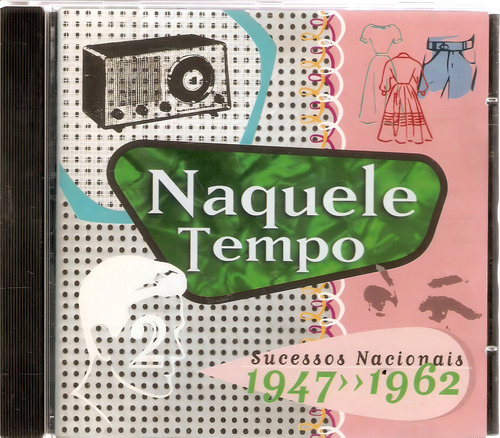 Naquele
Tempo
2
Sucessos Nacionais
1947>>1962